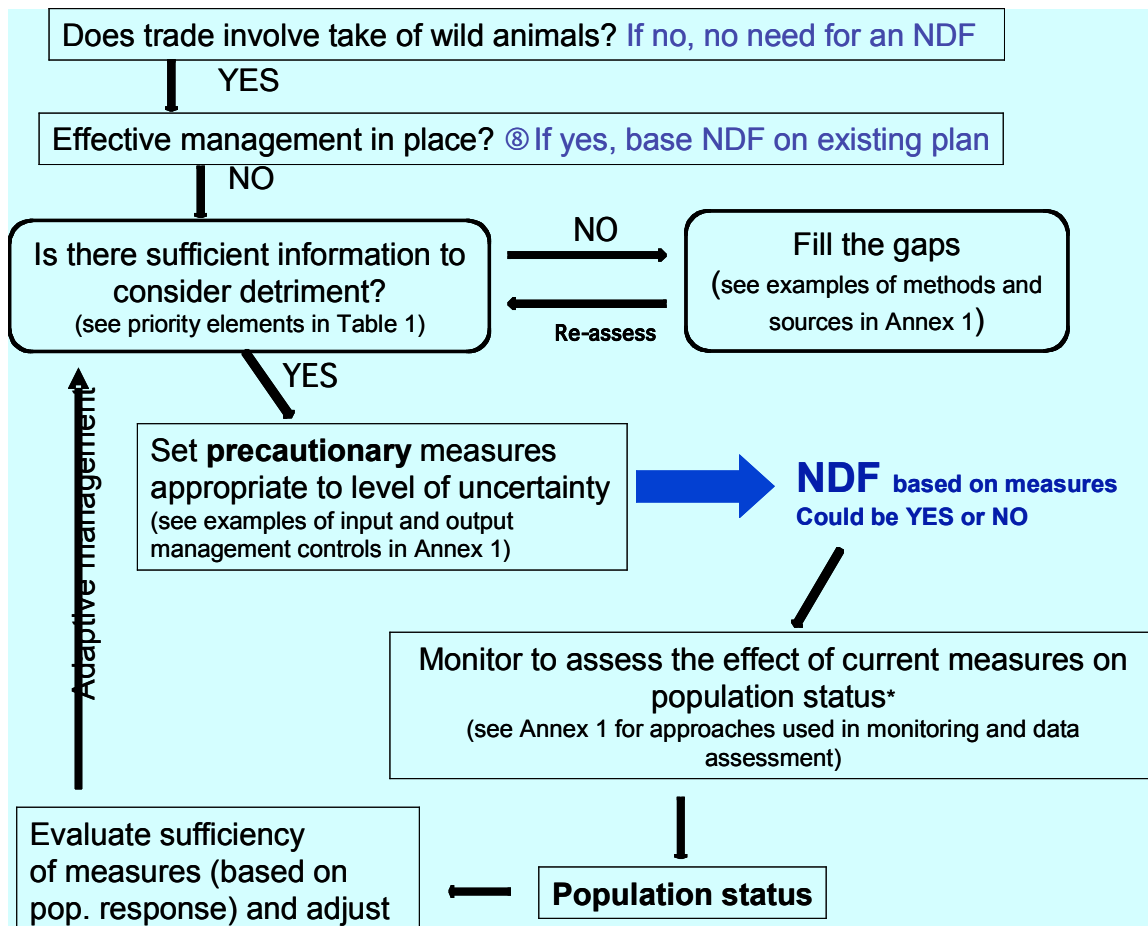 Does trade involve take of wild animals? If no, no need for an NDF
YES
Effective management in place? ⑧ If yes, base NDF on existing plan
NO
Is there sufficient information to
consider detriment?
(see priority elements in Table 1)
NO
Re-assess
Fill the gaps
(see examples of methods and
sources in Annex 1)
YES
Set precautionary measures
appropriate to level of uncertainty
(see examples of input and output
management controls in Annex 1)
NDF based on measures
Could be YES or NO
Monitor to assess the effect of current measures on
population status*
(see Annex 1 for approaches used in monitoring and data
assessment)
Population status
Evaluate sufficiency
of measures (based on
pop. response) and adjust
Adaptive management